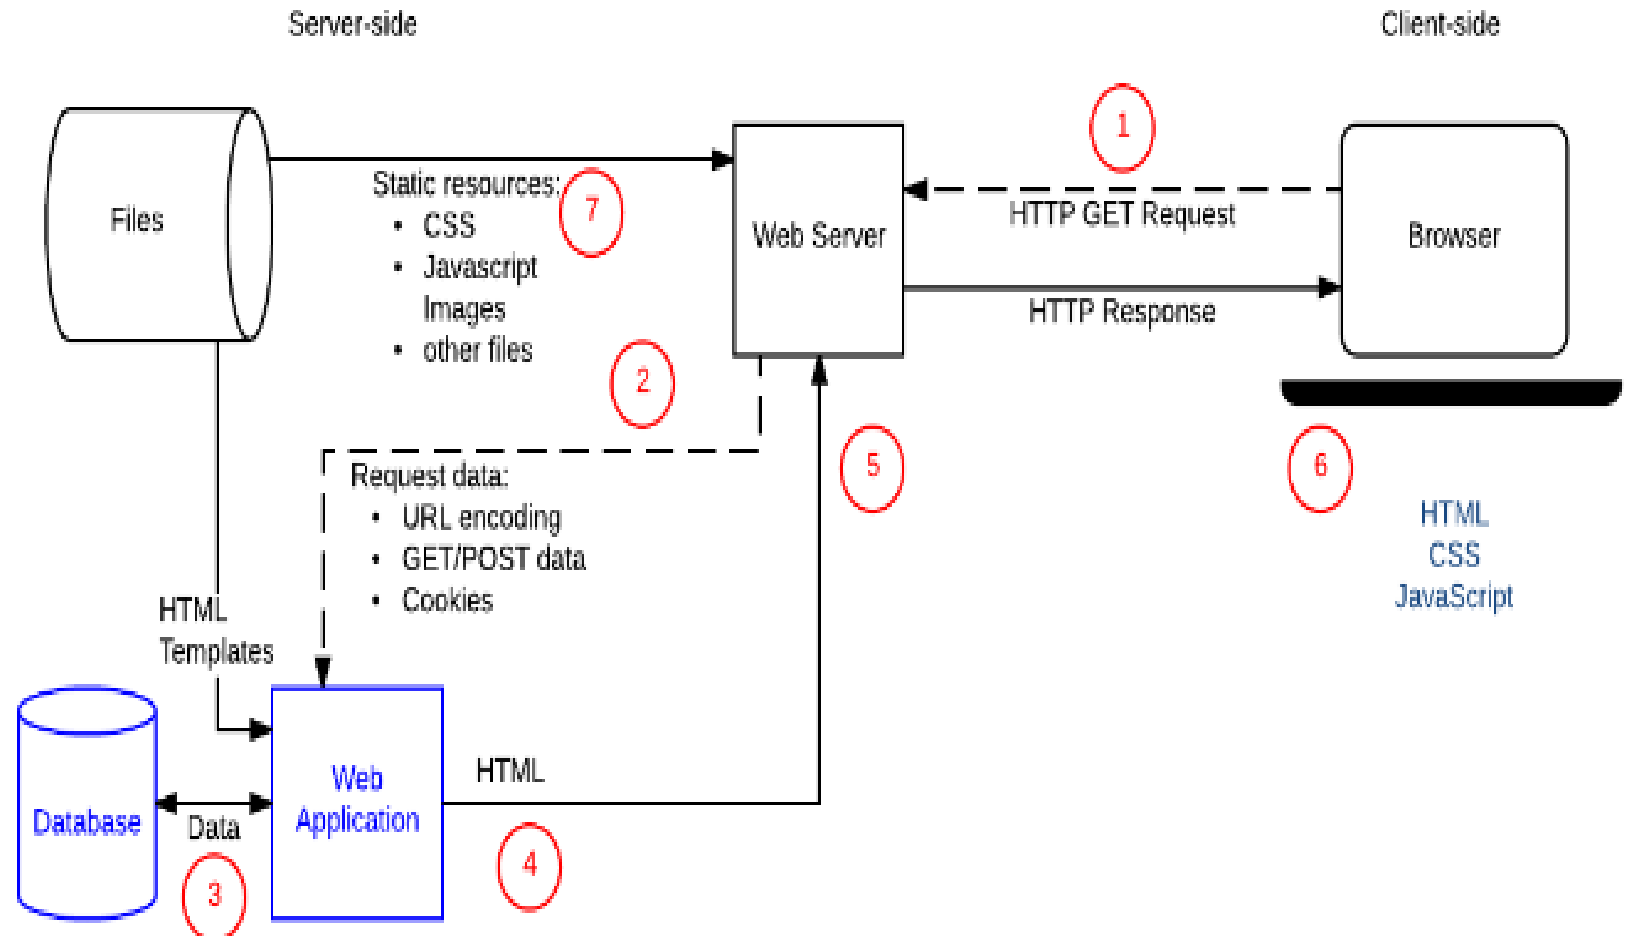 Server-side
Client-side
1
Files
Static resources:
• CSS
• Javascript
Images
• other files
7
Web Server
HTTP GET Request
Browser
HTTP Response
2
Request data:
• URL encoding
• GET/POST data
• Cookies
5
6
HTML
CSS
JavaScript
HTML
Templates
Database
Data
Web
Application
HTML
3
4